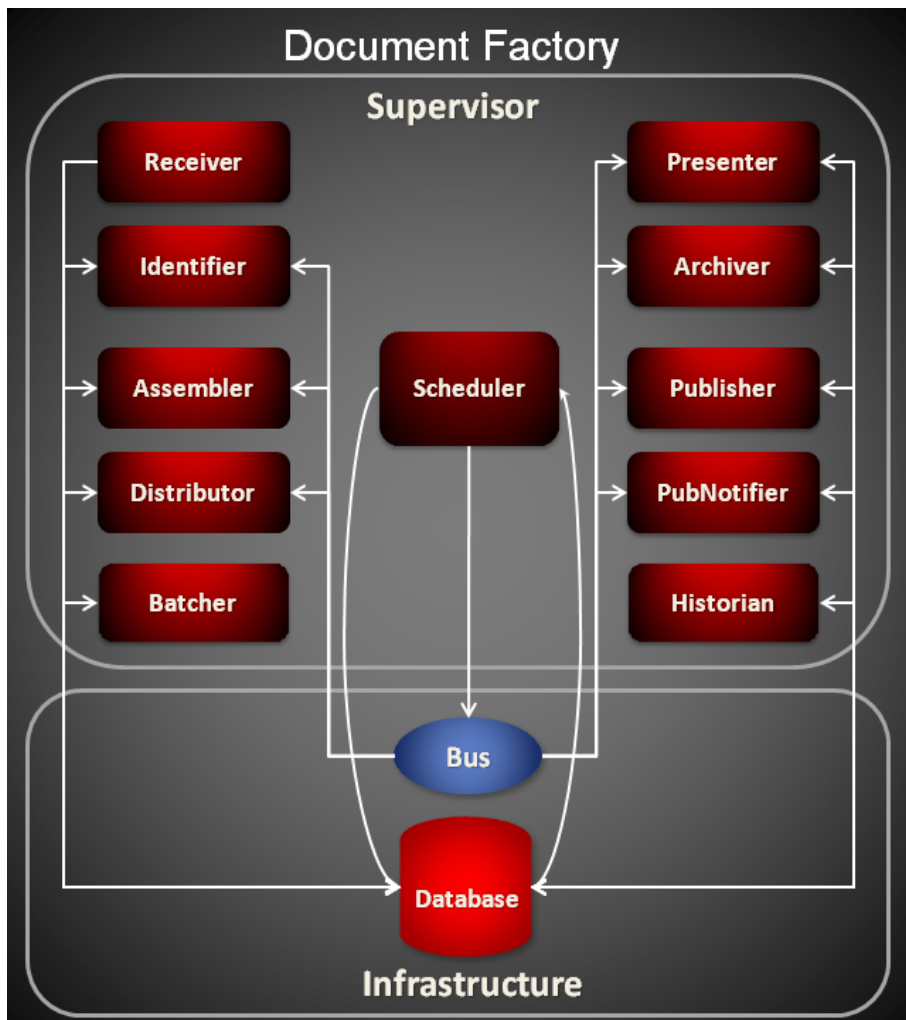 Document Factory
Supervisor
Receiver
Presenter
Identifier
Archiver
Assembler
Scheduler
Publisher
Distributor
PubNotifier
Batcher
Historian
Bus
Database
Infrastructure